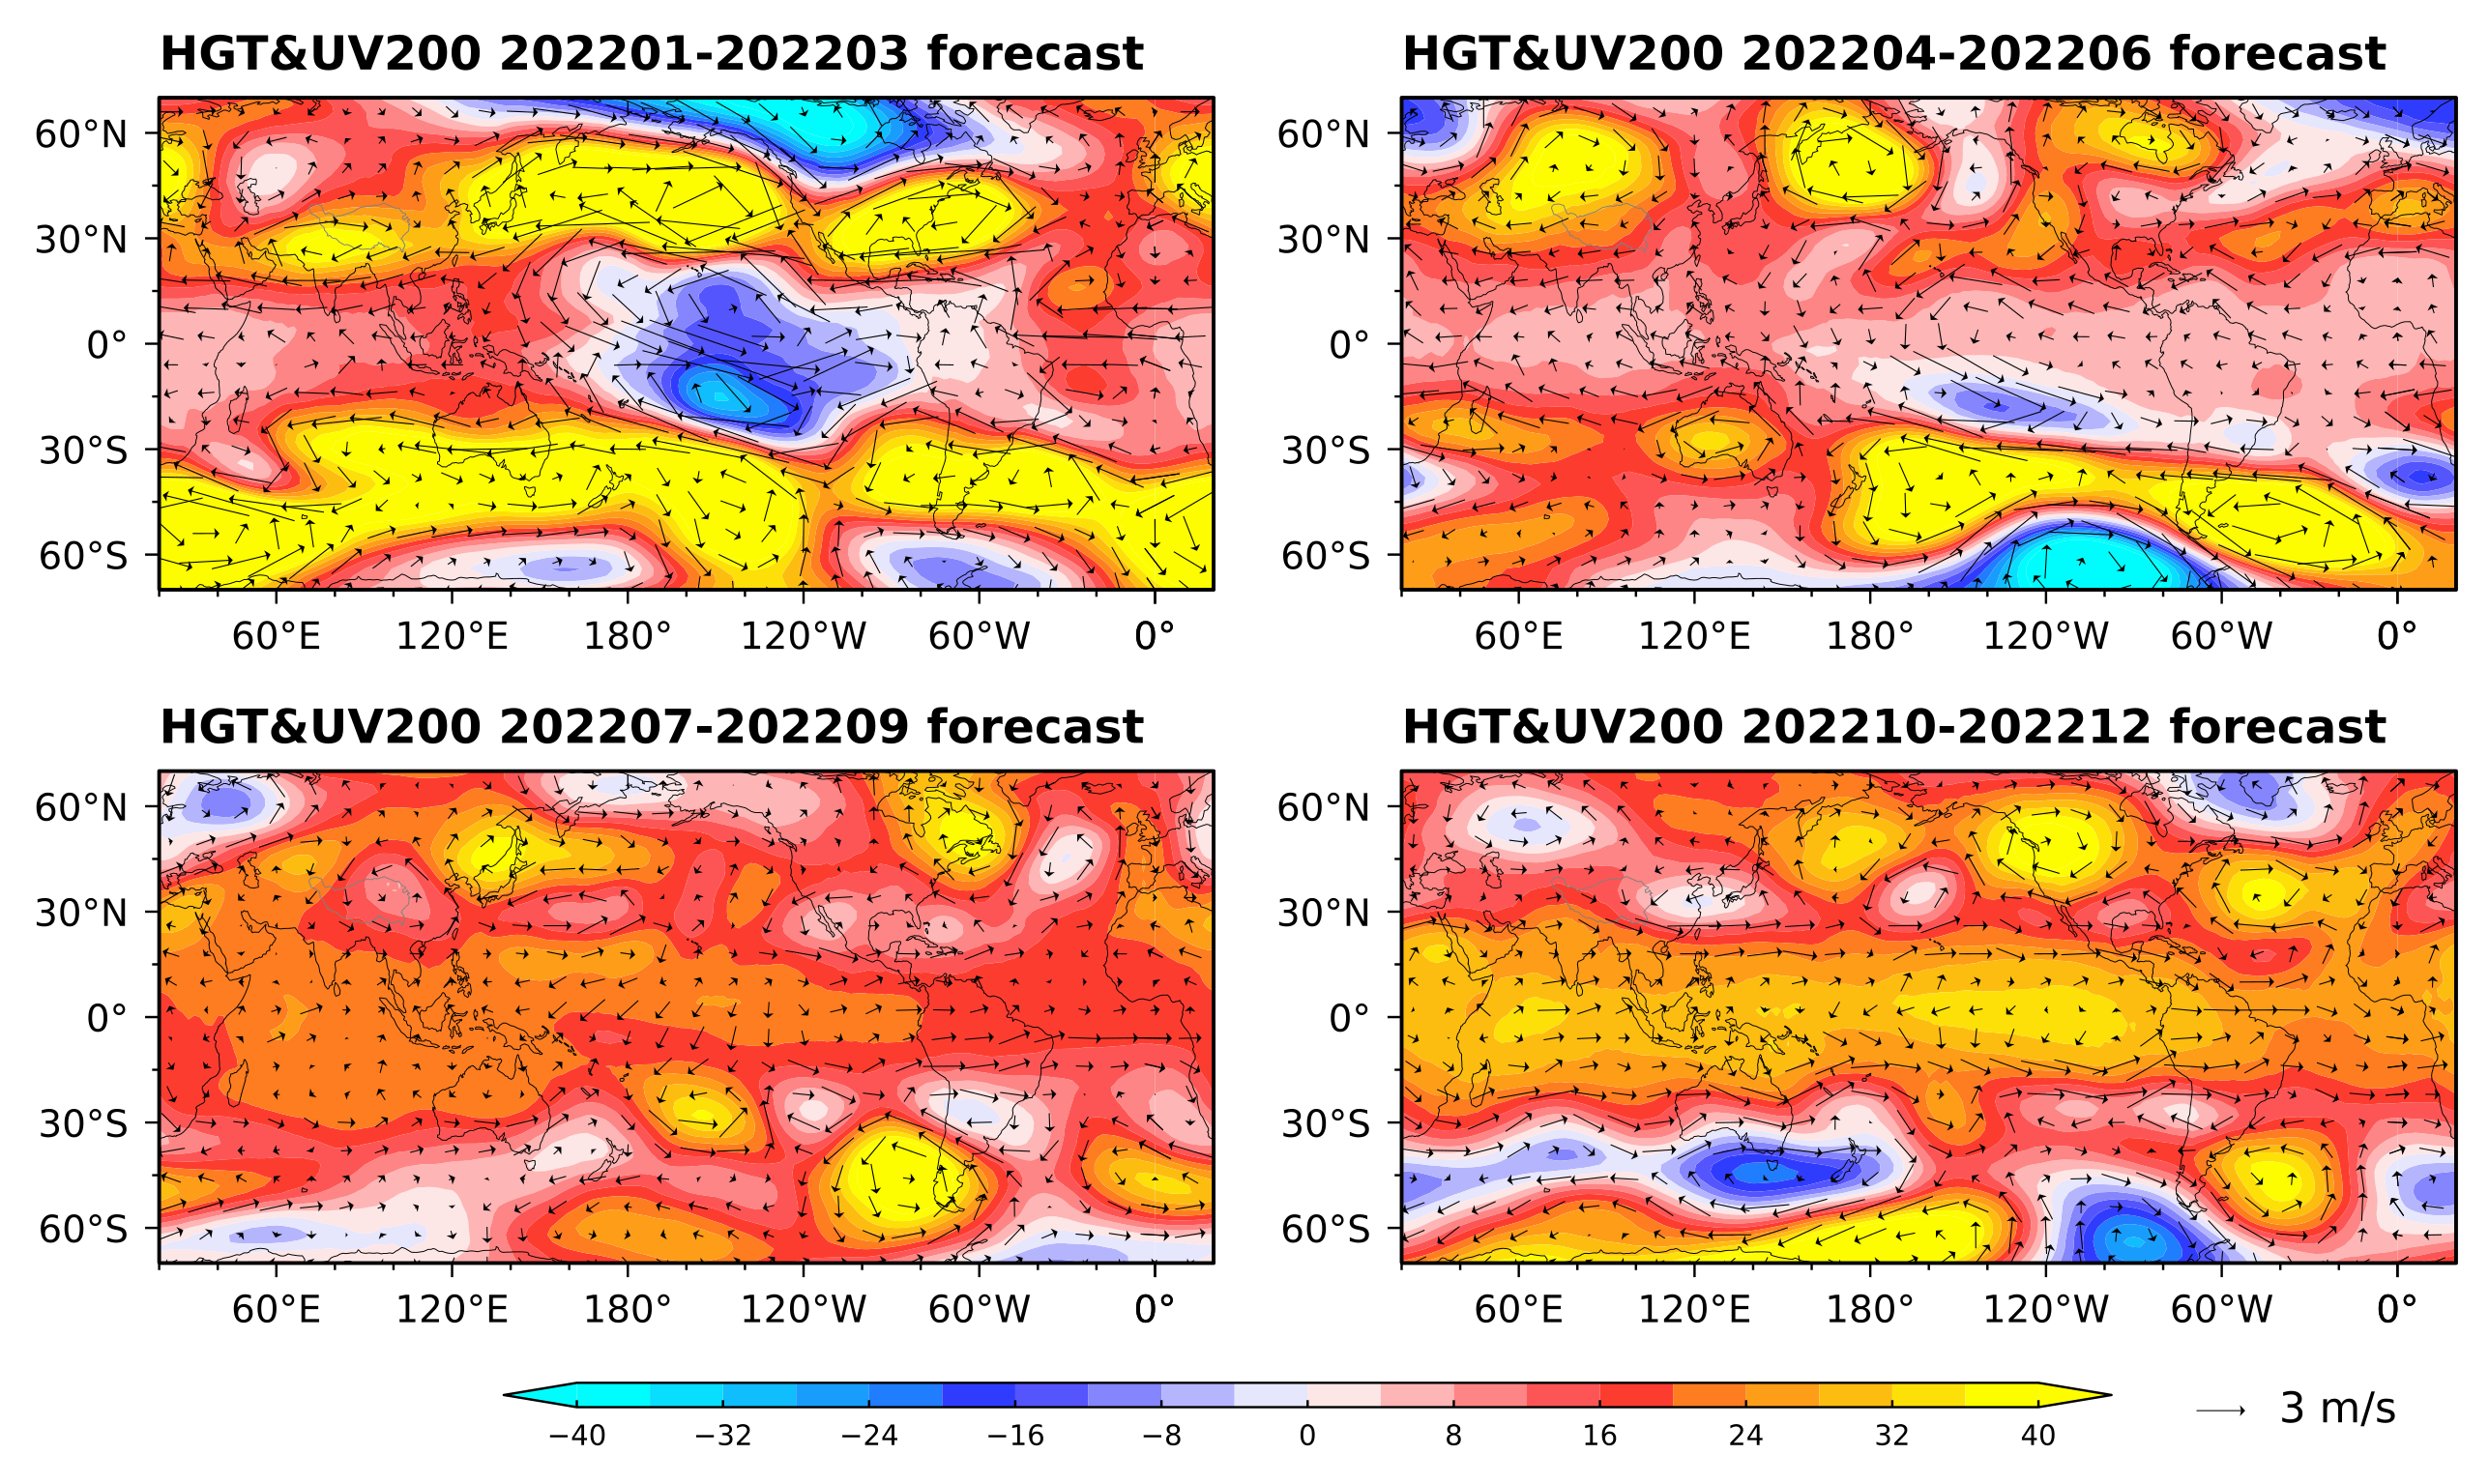 HGT&UV200 202201-202203 forecast
HGT&UV200 202204-202206 forecast
60°N
30°N
0°
30°S
60°S
60°E 120°E 180° 120°W 60°W 0°
60°N
30°N
0°
30°S
60°S
60°E 120°E 180° 120°W 60°W 0°
HGT&UV200 202207-202209 forecast
HGT&UV200 202210-202212 forecast
60°N
30°N
0°
30°S
60°S
60°E 120°E 180° 120°W 60°W 0°
60°N
30°N
0°
30°S
60°S
60°E 120°E 180° 120°W 60°W 0°
−40 −32 −24 −16 −8 0 8 16 24 32 40
3 m/s